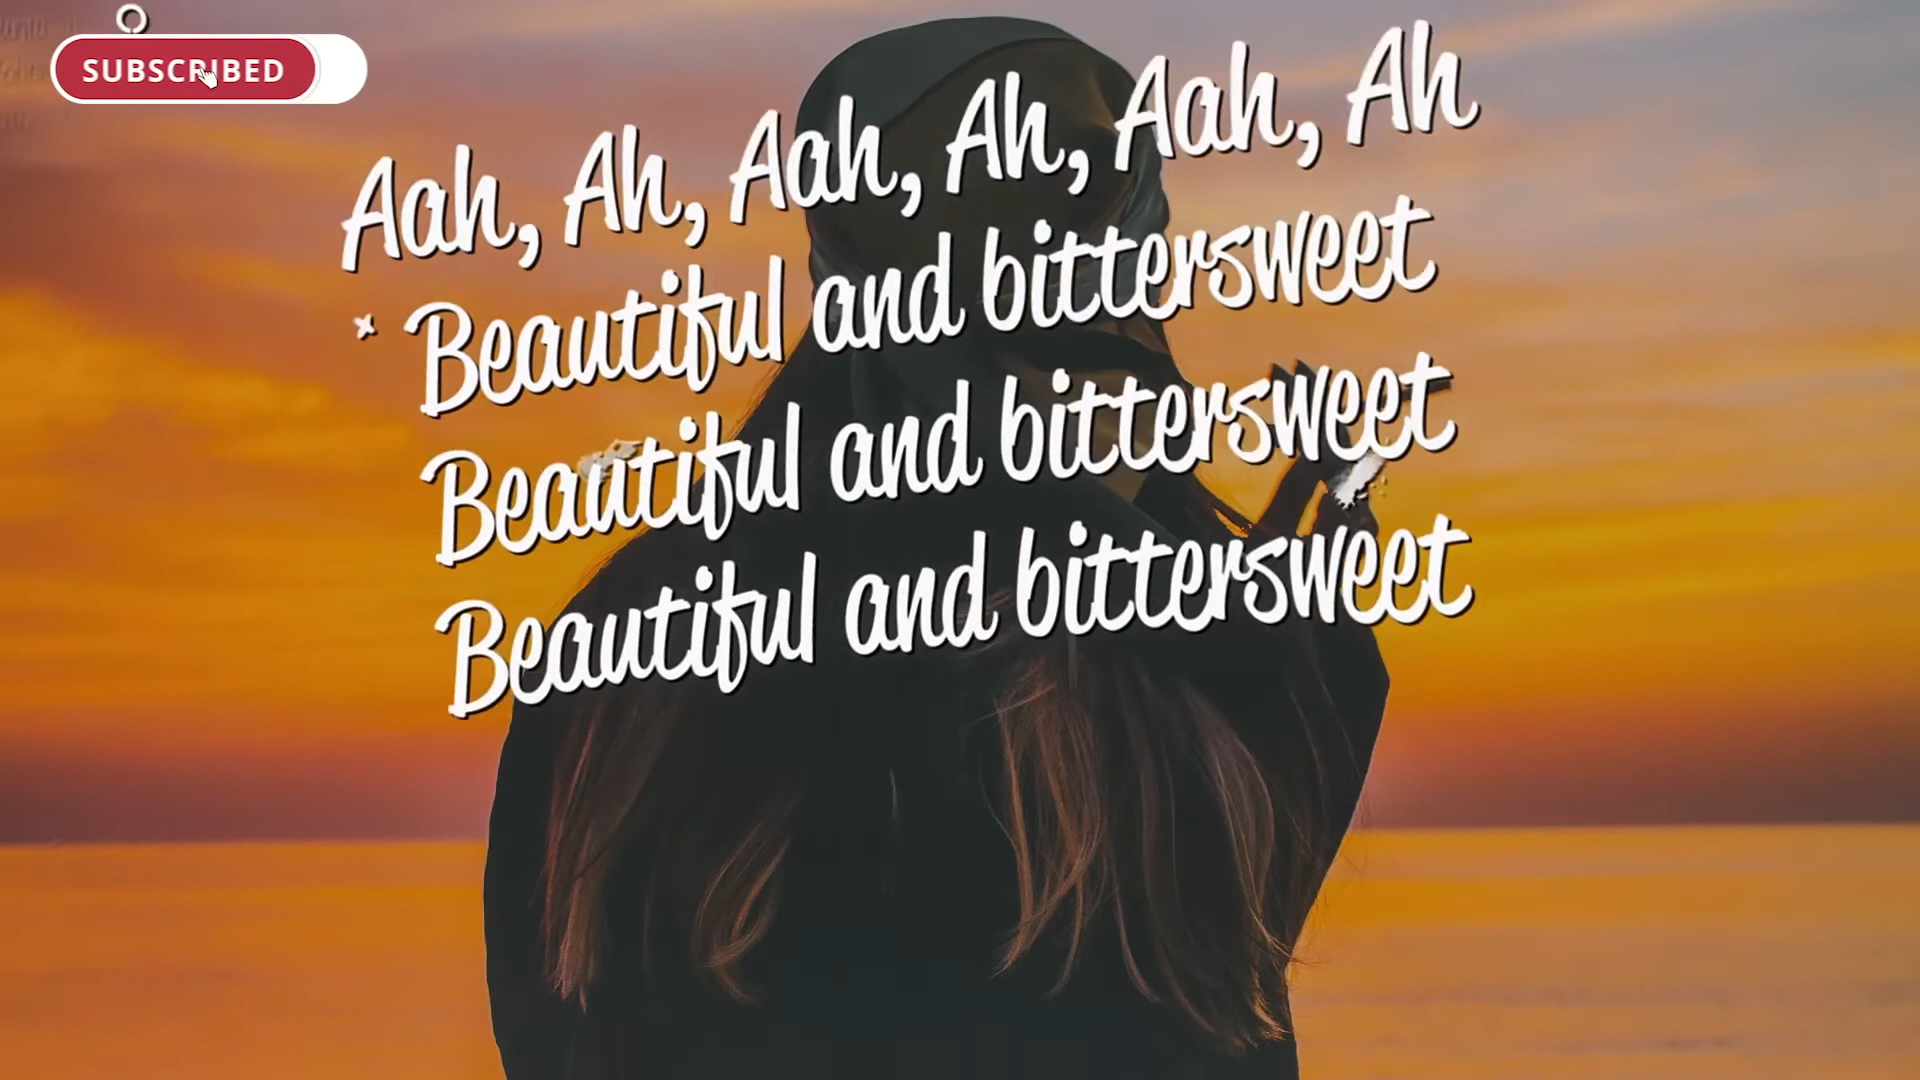 SUBSCRIBED
Aah, Ah, Aah, Ah, Aah, Ah
Beautiful and bittersweet
Beautiful and bittersweet
Beautiful and bittersweet